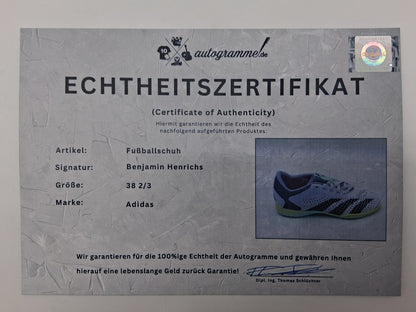 10
autogramme.de
ECHTHEITSZERTIFIKAT
(Certificate of Authenticity)
Hiermit garantieren wir die Echtheit des
nachfolgend aufgeführten Produktes:
Artikel: Fußballschuh
Signatur: Benjamin Henrichs
Größe: 38 2/3
Marke: Adidas
Wir garantieren für die 100%ige Echtheit der Autogramme und gewähren Ihnen
hierauf eine lebenslange Geld zurück Garantie!
Dipl. Ing. Thomas Schlüchter